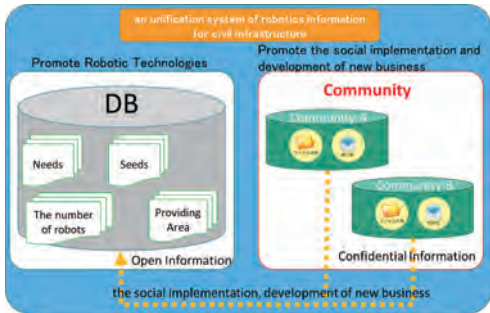 an unification system of robotics information
for civil infrastructure
Promote Robotic Technologies
Promote the social implementation and
development of new business
DB
Needs
Seeds
The number
of robots
Providing
Area
Open Information
Community
Community A
Community B
Confidential Information
the social implementation, development of new business